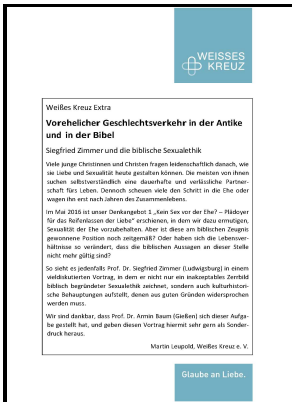 WEISSES
KREUZ
Weißes Kreuz Extra
Vorehelicher Geschlechtsverkehr in der Antike
und in der Bibel
Siegfried Zimmer und die biblische Sexualethik
Viele junge Christinnen und Christen fragen leidenschaftlich danach, wie
sie Liebe und Sexualität heute gestalten können. Die meisten von ihnen
suchen selbstverständlich eine dauerhafte und verlässliche Partner-
schaft fürs Leben. Dennoch scheuen viele den Schritt in die Ehe oder
wagen ihn erst nach Jahren des Zusammenlebens.
Im Mai 2016 ist unser Denkangebot 1 „Kein Sex vor der Ehe? – Plädoyer
für das Reifenlassen der Liebe“ erschienen, in dem wir dazu ermutigen,
Sexualität der Ehe vorzubehalten. Aber ist diese am biblischen Zeugnis
gewonnene Position noch zeitgemäß? Oder haben sich die Lebensver-
hältnisse so verändert, dass die biblischen Aussagen an dieser Stelle
nicht mehr gültig sind?
So sieht es jedenfalls Prof. Dr. Siegfried Zimmer (Ludwigsburg) in einem
vieldiskutierten Vortrag, in dem er nicht nur ein inakzeptables Zerrbild
biblisch begründeter Sexualethik zeichnet, sondern auch kulturhistori-
sche Behauptungen aufstellt, denen aus guten Gründen widersprochen
werden muss.
Wir sind dankbar, dass Prof. Dr. Armin Baum (Gießen) sich dieser Aufga-
be gestellt hat, und geben diesen Vortrag hiermit sehr gern als Sonder-
druck heraus.
Martin Leupold, Weißes Kreuz e. V.
Glaube an Liebe.